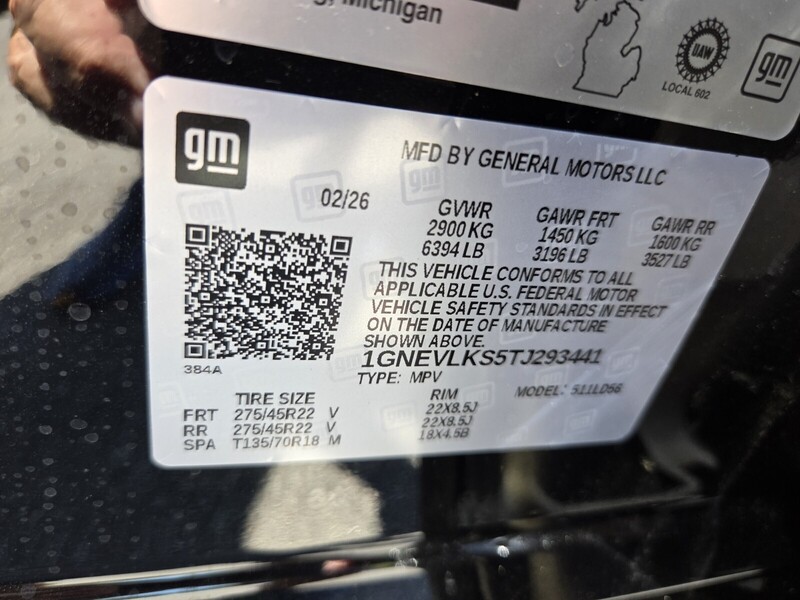 Michigan
UAW
LOCAL 602
gm
gm
MFD BY GENERAL MOTORS LLC
02/26
GVWR GAWR FRT GAWR RR
2900 KG 1450 KG 1600 KG
6394 LB 3196 LB 3527 LB
THIS VEHICLE CONFORMS TO ALL
APPLICABLE U.S. FEDERAL MOTOR
VEHICLE SAFETY STANDARDS IN EFFECT
ON THE DATE OF MANUFACTURE
SHOWN ABOVE.
1GNEVLKS5TJ293441
384A
TYPE: MPV MODEL: 511LD56
TIRE SIZE RIM
FRT 275/45R22 V 22X8.5J
RR 275/45R22 V 22X8.5J
SPA T135/70R18 M 18X4.5B